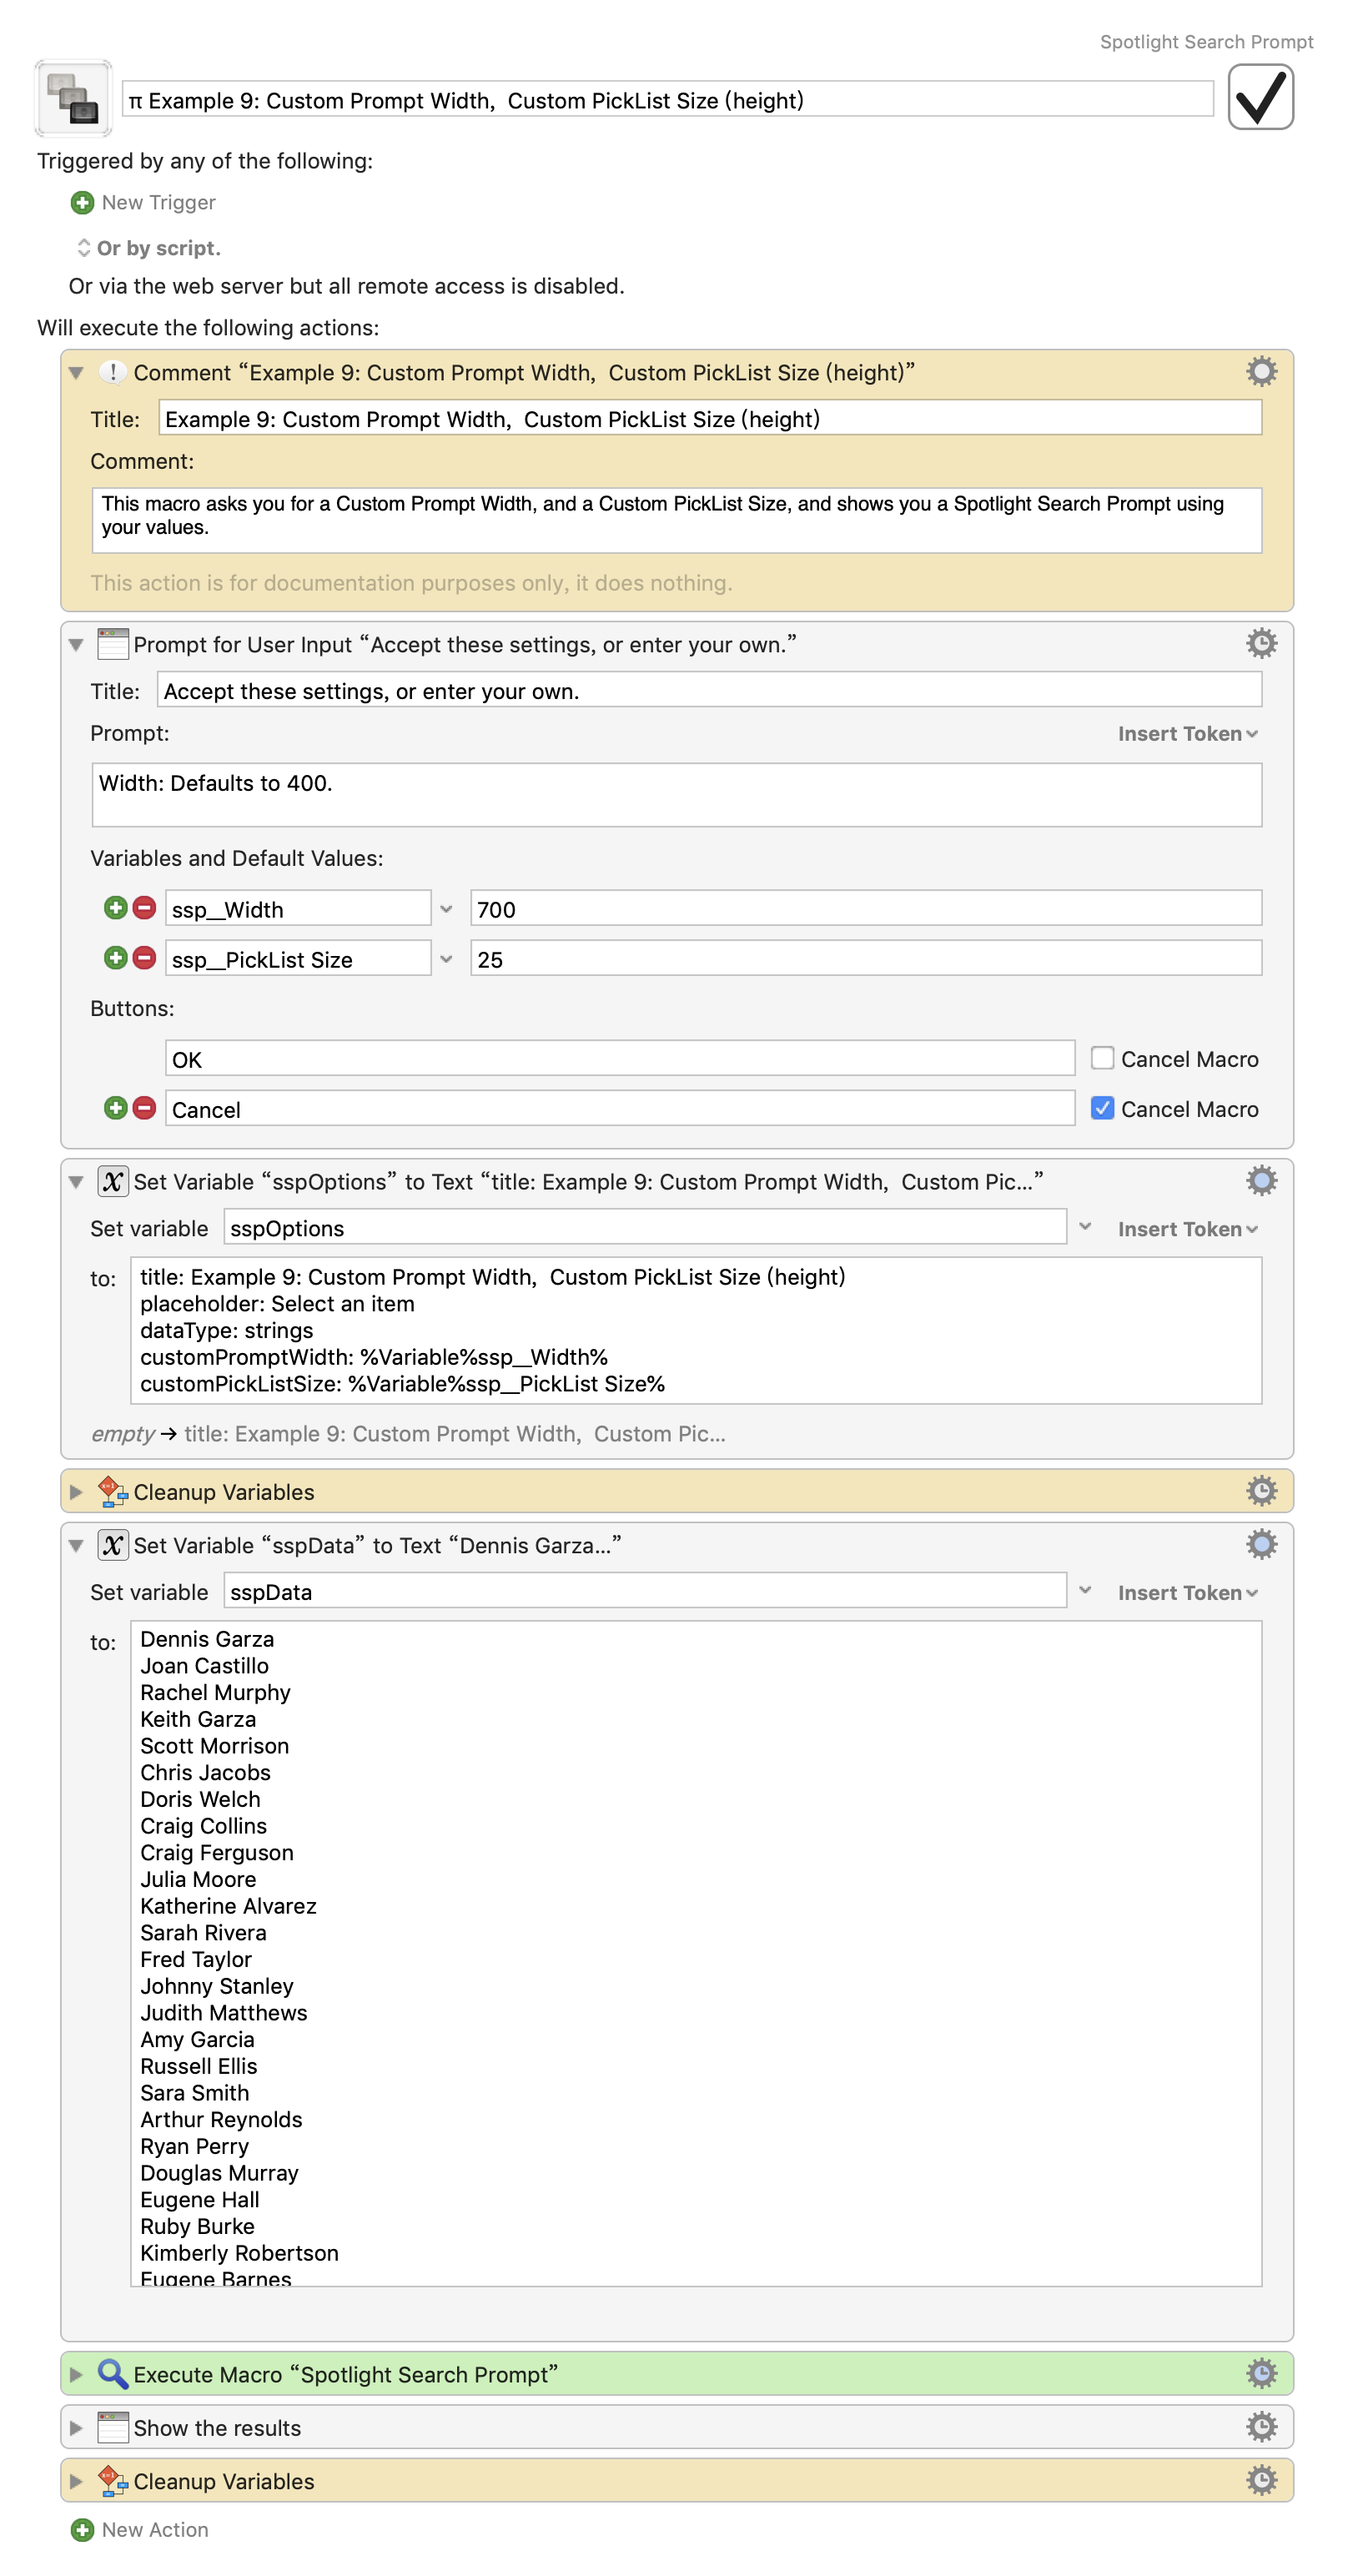 Spotlight Search Prompt
π Example 9: Custom Prompt Width,  Custom PickList Size (height)
Triggered by any of the following:
New Trigger
Or by script.
Or via the web server but all remote access is disabled.
Will execute the following actions:
Comment “Example 9: Custom Prompt Width,  Custom PickList Size (height)”
Title: Example 9: Custom Prompt Width,  Custom PickList Size (height)
Comment:
This macro asks you for a Custom Prompt Width, and a Custom PickList Size, and shows you a Spotlight Search Prompt using
your values.
This action is for documentation purposes only, it does nothing.
Prompt for User Input “Accept these settings, or enter your own.”
Title: Accept these settings, or enter your own.
Prompt: Insert Token
Width: Defaults to 400.
Variables and Default Values:
ssp__Width 700
ssp__PickList Size 25
Buttons:
OK Cancel Macro
Cancel Cancel Macro
Set Variable “sspOptions” to Text “title: Example 9: Custom Prompt Width,  Custom Pic…”
Set variable sspOptions Insert Token
to: title: Example 9: Custom Prompt Width,  Custom PickList Size (height)
placeholder: Select an item
dataType: strings
customPromptWidth: %Variable%ssp__Width%
customPickListSize: %Variable%ssp__PickList Size%
empty → title: Example 9: Custom Prompt Width,  Custom Pic…
Cleanup Variables
Set Variable “sspData” to Text “Dennis Garza…”
Set variable sspData Insert Token
to: Dennis Garza
Joan Castillo
Rachel Murphy
Keith Garza
Scott Morrison
Chris Jacobs
Doris Welch
Craig Collins
Craig Ferguson
Julia Moore
Katherine Alvarez
Sarah Rivera
Fred Taylor
Johnny Stanley
Judith Matthews
Amy Garcia
Russell Ellis
Sara Smith
Arthur Reynolds
Ryan Perry
Douglas Murray
Eugene Hall
Ruby Burke
Kimberly Robertson
Eugene Barnes
Execute Macro “Spotlight Search Prompt”
Show the results
Cleanup Variables
New Action